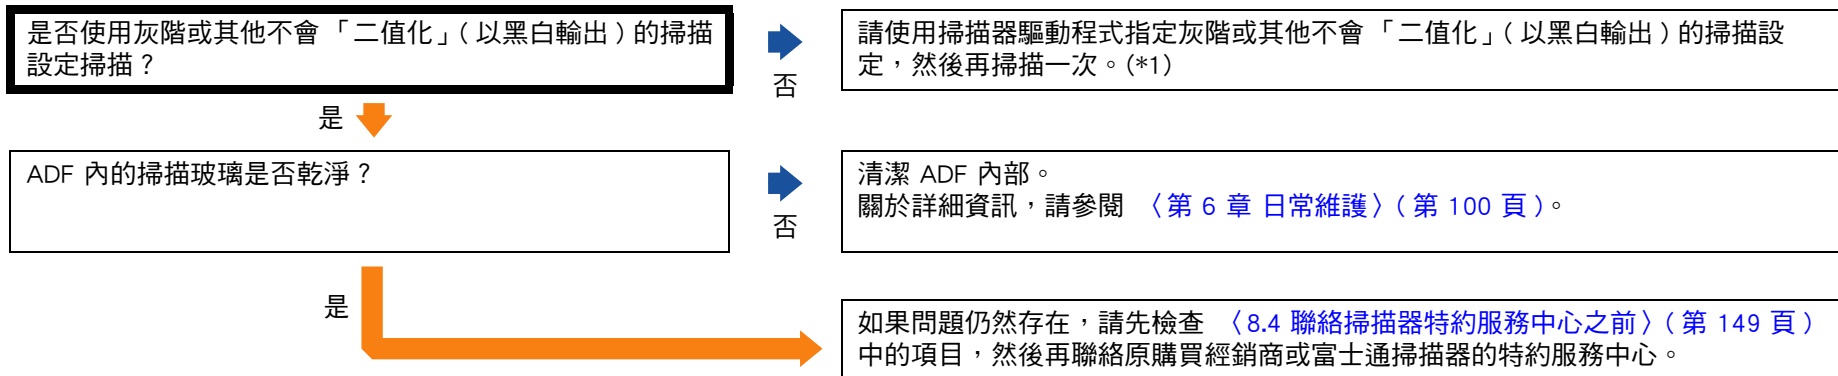 是否使用灰階或其他不會「二值化」( 以黑白輸出 ) 的掃描
設定掃描？
否
請使用掃描器驅動程式指定灰階或其他不會「二值化」( 以黑白輸出 ) 的掃描設
定，然後再掃描一次。(*1)
是
ADF 內的掃描玻璃是否乾淨？
否
清潔 ADF 內部。
關於詳細資訊，請參閱 〈第 6 章 日常維護〉( 第 100 頁 )。
是
如果問題仍然存在，請先檢查 〈8.4 聯絡掃描器特約服務中心之前〉( 第 149 頁 )
中的項目，然後再聯絡原購買經銷商或富士通掃描器的特約服務中心。